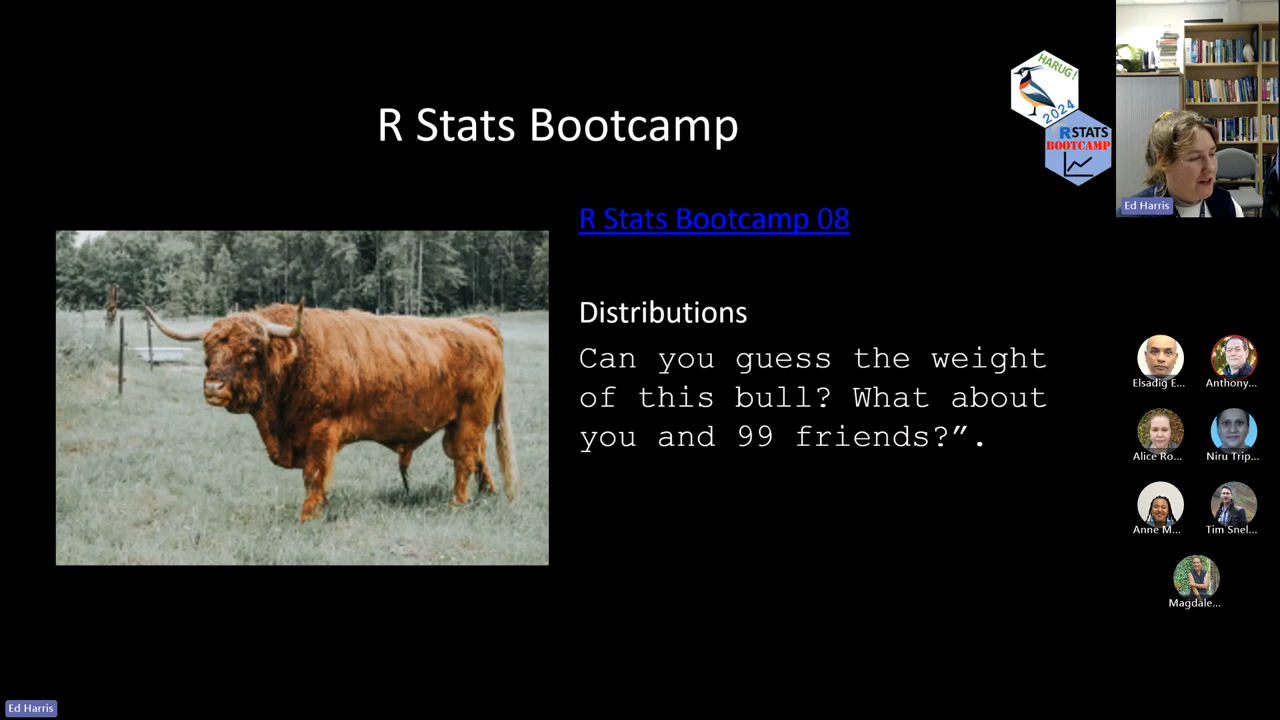 R Stats Bootcamp
HARUG!
2024
RSTATS
BOOTCAMP
Ed Harris
R Stats Bootcamp 08
Distributions
Can you guess the weight
of this bull? What about
you and 99 friends?”.
Elsadig E...
Anthony...
Alice Ro...
Niru Trip...
Anne M...
Tim Snel...
Magdale...
Ed Harris